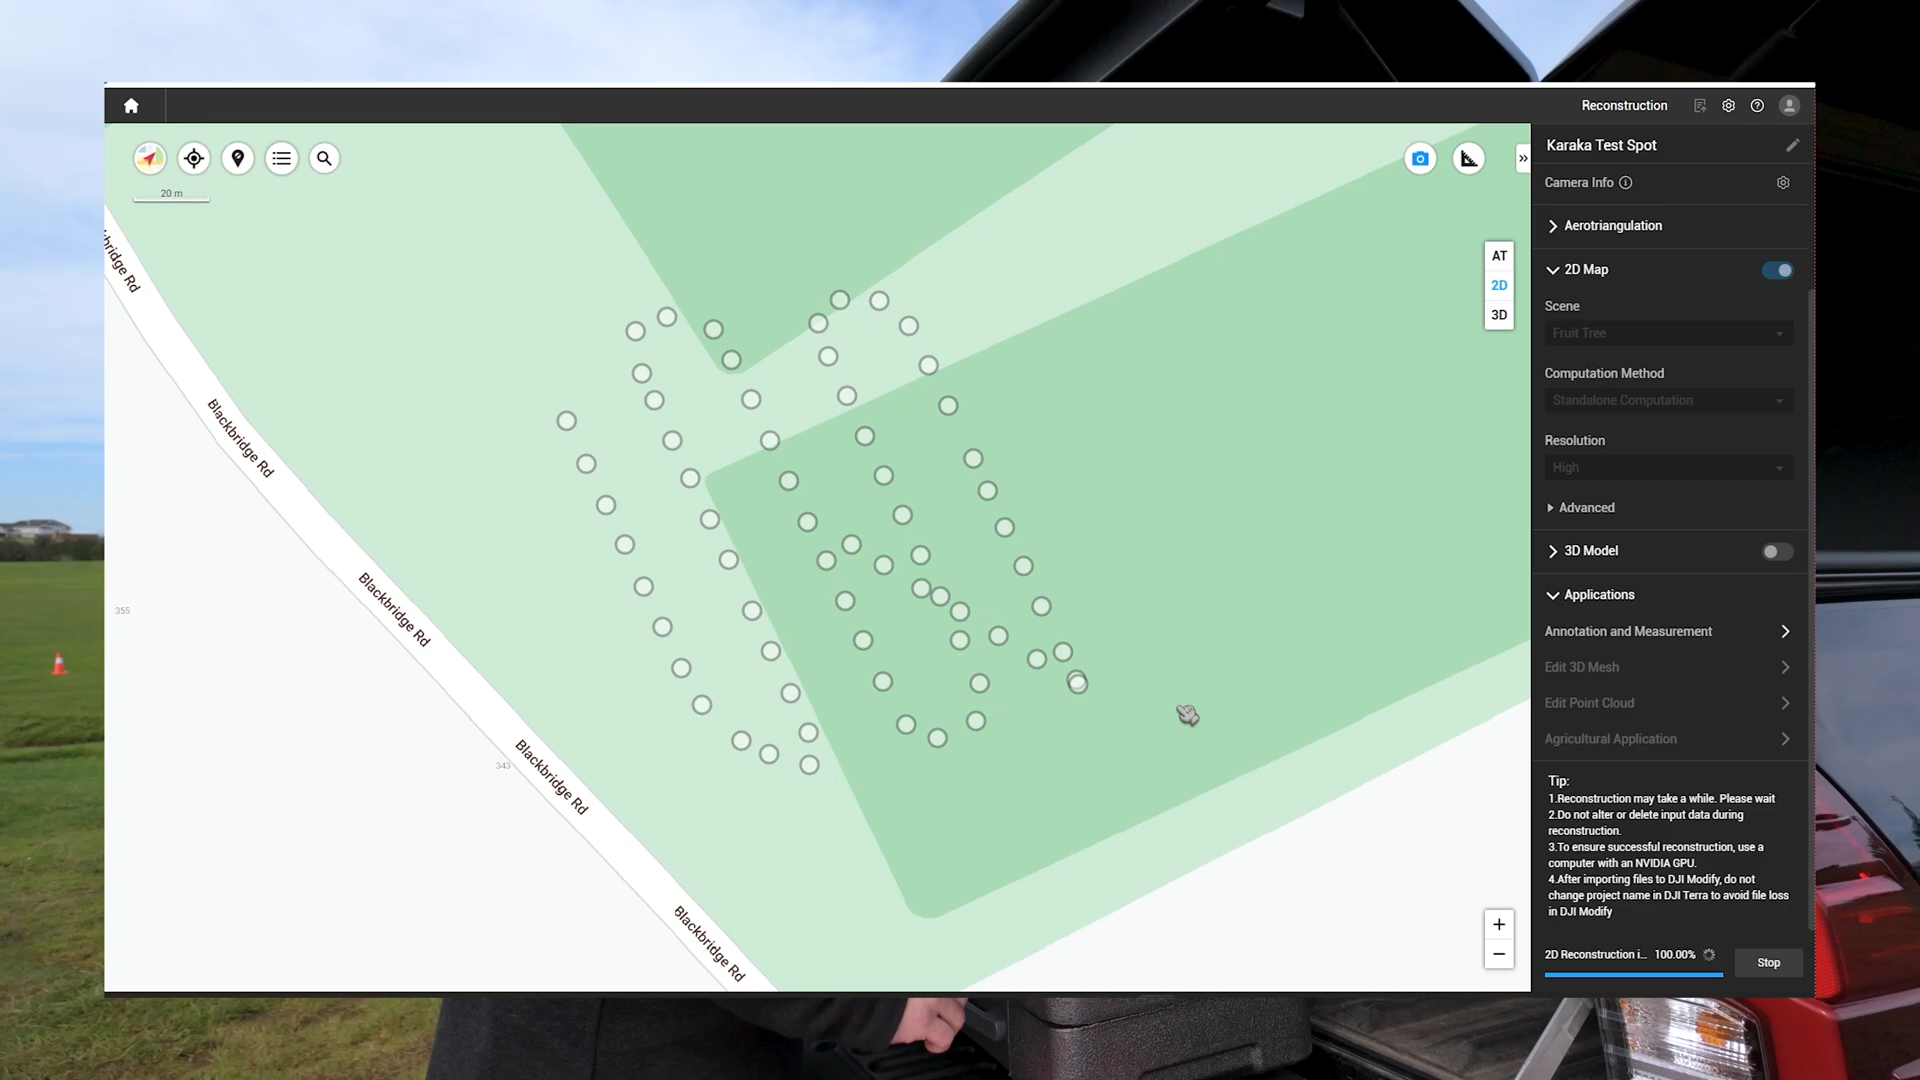 Reconstruction
20 m
AT
2D
3D
kbridge Rd
Blackbridge Rd
Blackbridge Rd
Blackbridge Rd
Blackbridge Rd
355
343
+
−
Karaka Test Spot
Camera Info
Aerotriangulation
2D Map
Scene
Fruit Tree
Computation Method
Standalone Computation
Resolution
High
Advanced
3D Model
Applications
Annotation and Measurement
Edit 3D Mesh
Edit Point Cloud
Agricultural Application
Tip:
1.Reconstruction may take a while. Please wait
2.Do not alter or delete input data during
reconstruction.
3.To ensure successful reconstruction, use a
computer with an NVIDIA GPU.
4.After importing files to DJI Modify, do not
change project name in DJI Terra to avoid file loss
in DJI Modify
2D Reconstruction i... 100.00%
Stop